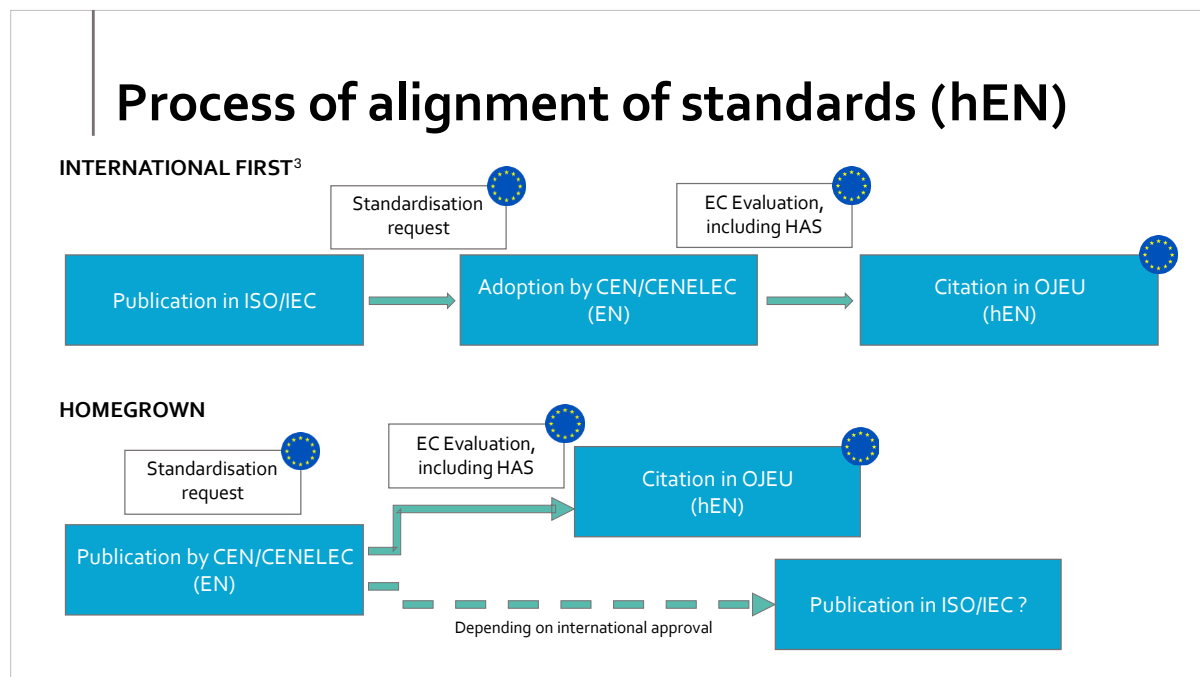 Process of alignment of standards (hEN)
INTERNATIONAL FIRST³
Standardisation
request
EC Evaluation,
including HAS
Publication in ISO/IEC
Adoption by CEN/CENELEC
(EN)
Citation in OJEU
(hEN)
HOMEGROWN
Standardisation
request
EC Evaluation,
including HAS
Citation in OJEU
(hEN)
Publication by CEN/CENELEC
(EN)
Publication in ISO/IEC ?
Depending on international approval